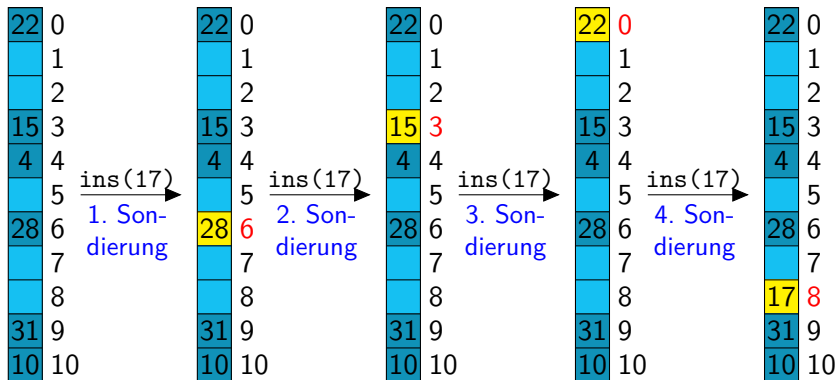 22 0 22 0 22 0 22 0 22 0
1 1 1 1 1
2 2 2 2 2
15 3 15 3 15 3 15 3 15 3
4 4 4 4 4 4 4 4 4 4
ins(17) ins(17) ins(17) ins(17)
5 5 5 5 5
1. Son- 2. Son- 3. Son- 4. Son-
28 6 28 6 28 6 28 6 28 6
dierung dierung dierung dierung
7 7 7 7 7
8 8 8 8 17 8
31 9 31 9 31 9 31 9 31 9
10 10 10 10 10 10 10 10 10 10